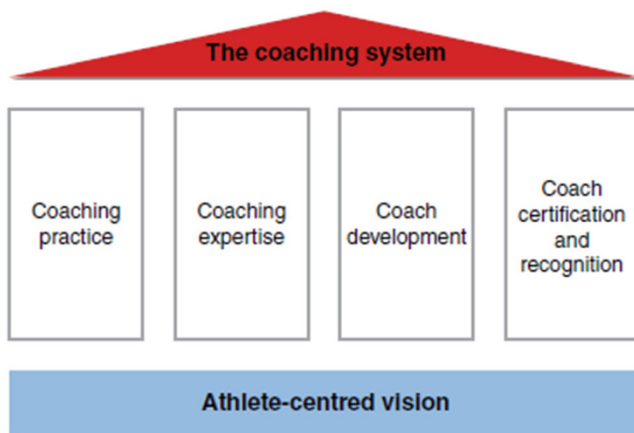 The coaching system
Coaching
practice
Coaching
expertise
Coach
development
Coach
certification
and
recognition
Athlete-centred vision